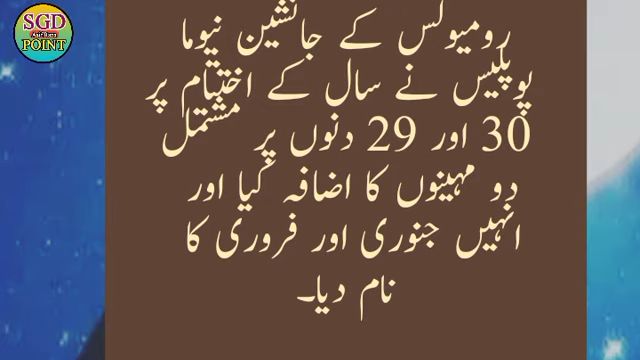 SGD
POINT
رومیولس کے جانشین نیوما
پوپلیس نے سال کے اختیام پر
30 اور 29 دنوں پر مشتمل
دو مہینوں کا اضافہ کیا اور
انہیں جنوری اور فروری کا
نام دیا۔